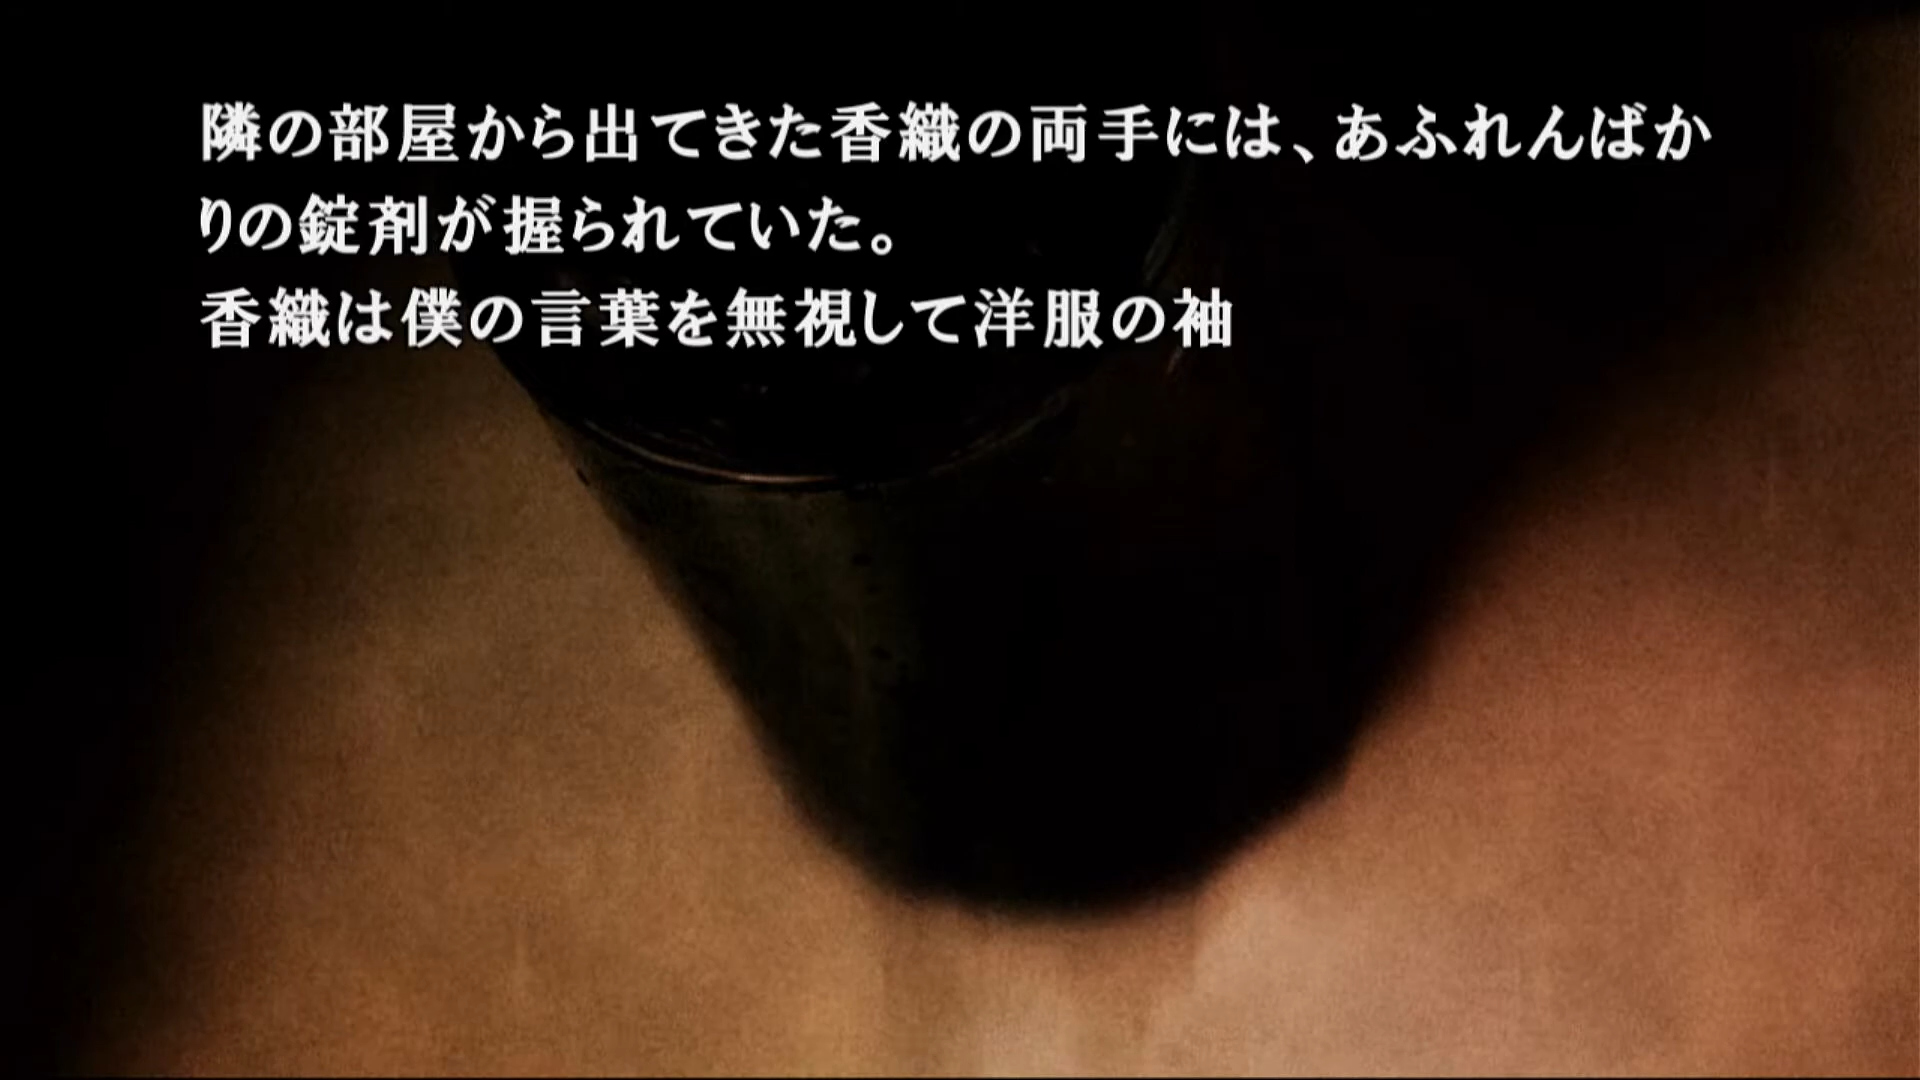 隣の部屋から出てきた香織の両手には、あふれんばか
りの錠剤が握られていた。
香織は僕の言葉を無視して洋服の袖